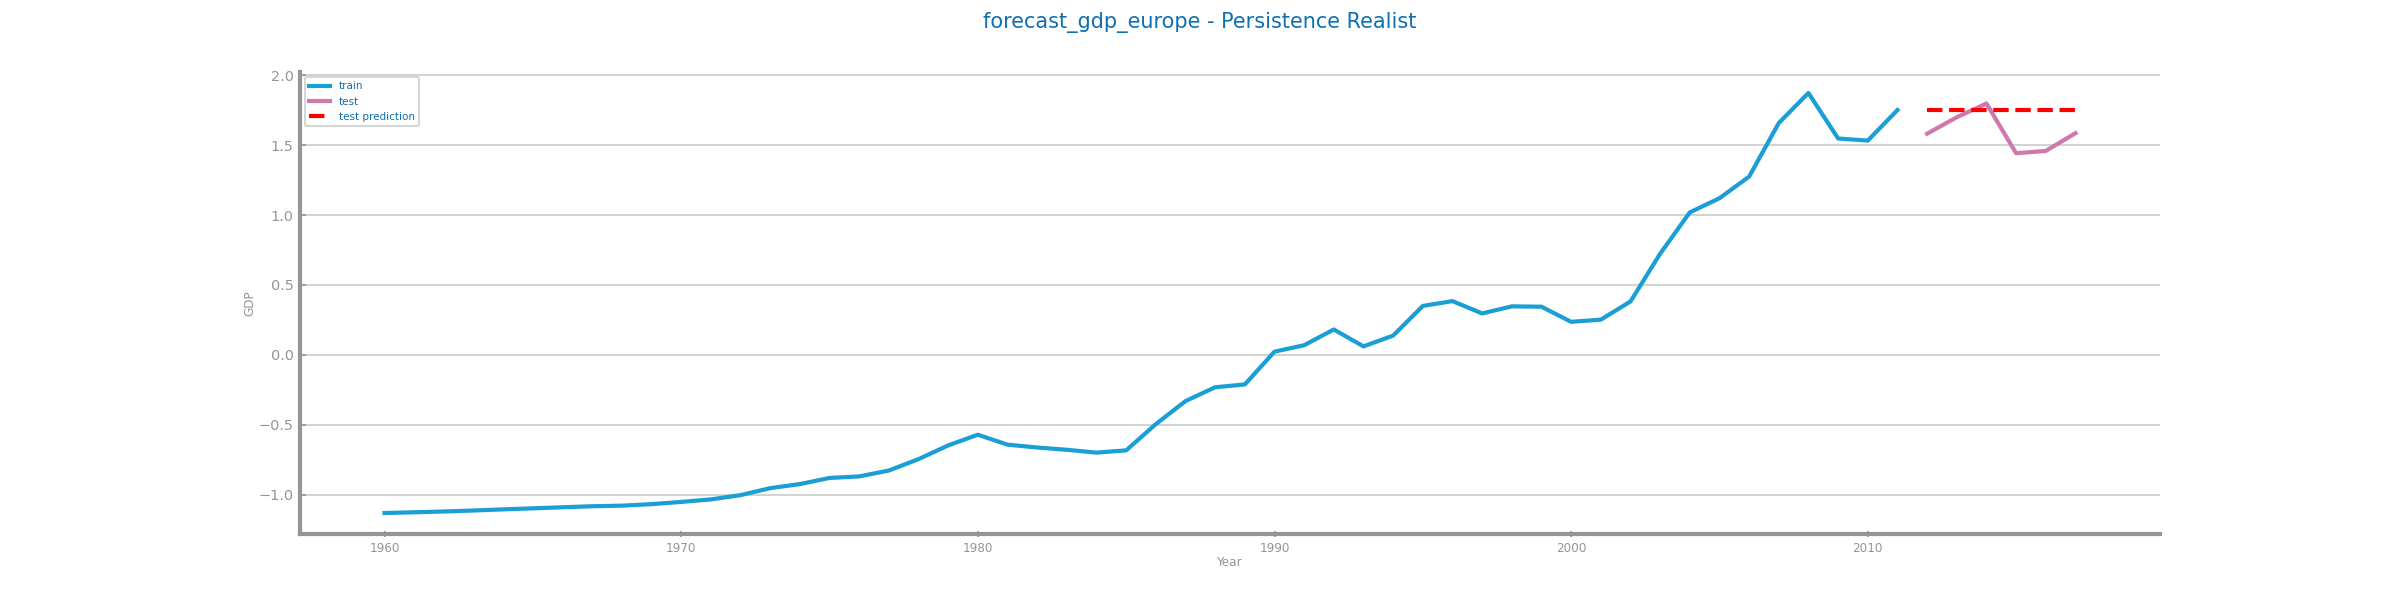 forecast_gdp_europe - Persistence Realist
2.0
1.5
1.0
0.5
0.0
−0.5
−1.0
GDP
train
test
test prediction
1960 1970 1980 1990 2000 2010
Year